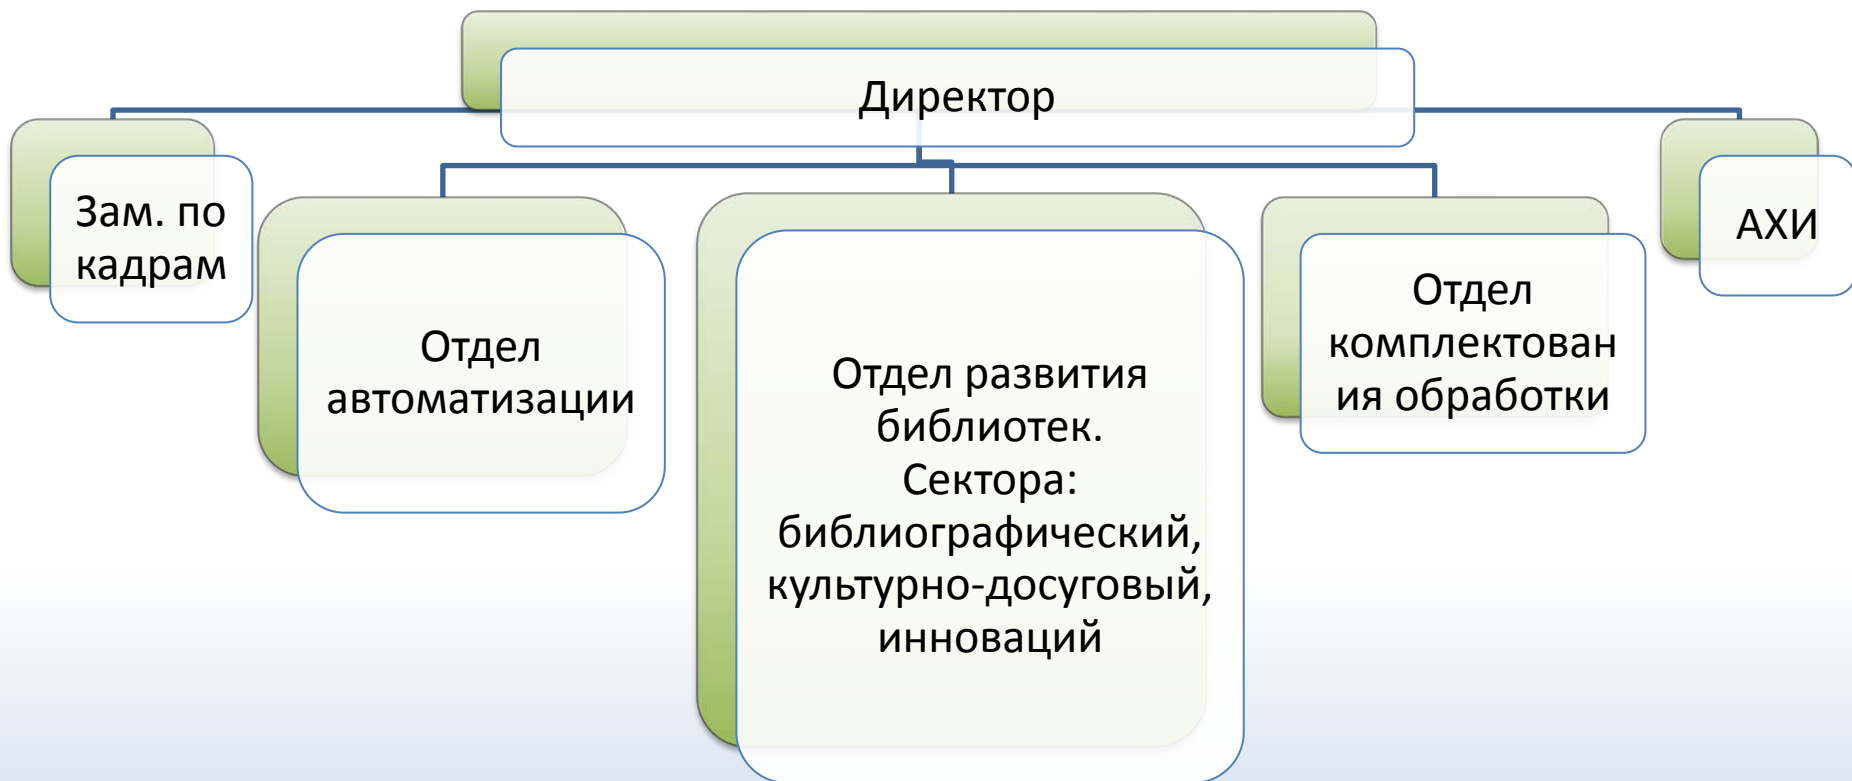 Директор
Зам. по
кадрам
Отдел
автоматизации
Отдел развития
библиотек.
Сектора:
библиографический,
культурно-досуговый,
инноваций
Отдел
комплектован
ия обработки
АХИ